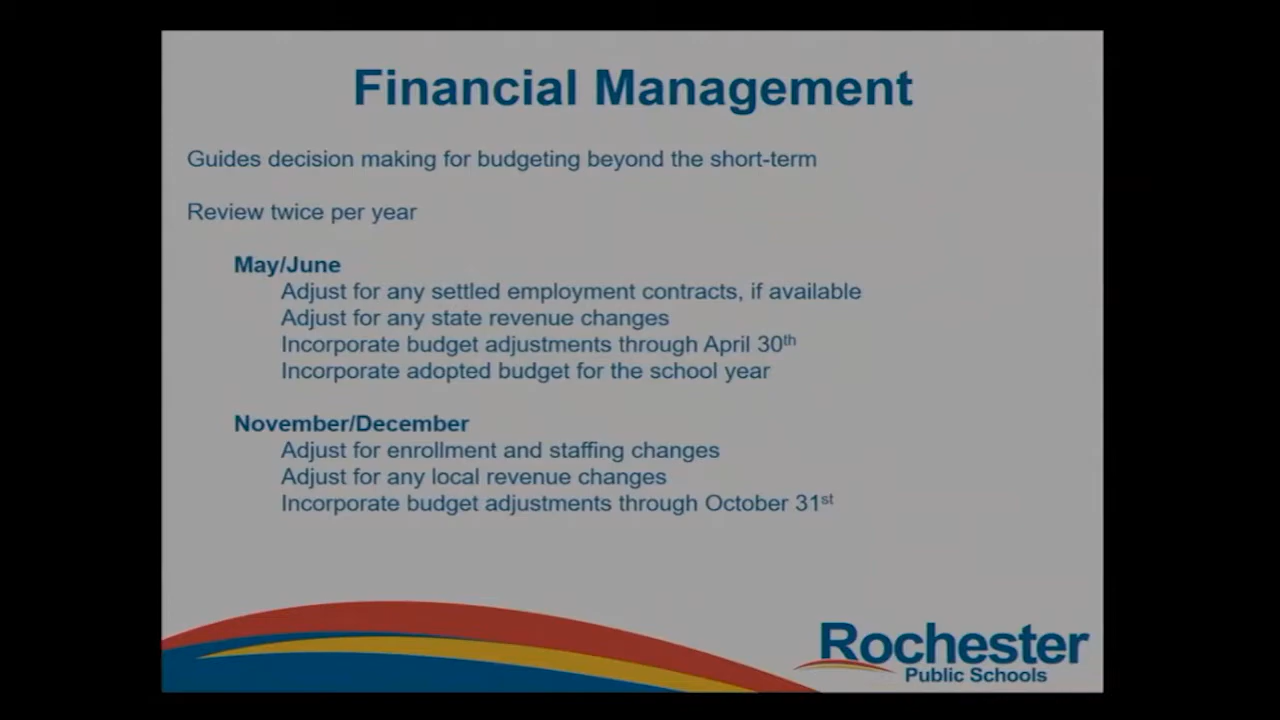 Financial Management
Guides decision making for budgeting beyond the short-term
Review twice per year
May/June
Adjust for any settled employment contracts, if available
Adjust for any state revenue changes
Incorporate budget adjustments through April 30th
Incorporate adopted budget for the school year
November/December
Adjust for enrollment and staffing changes
Adjust for any local revenue changes
Incorporate budget adjustments through October 31st
Rochester
Public Schools